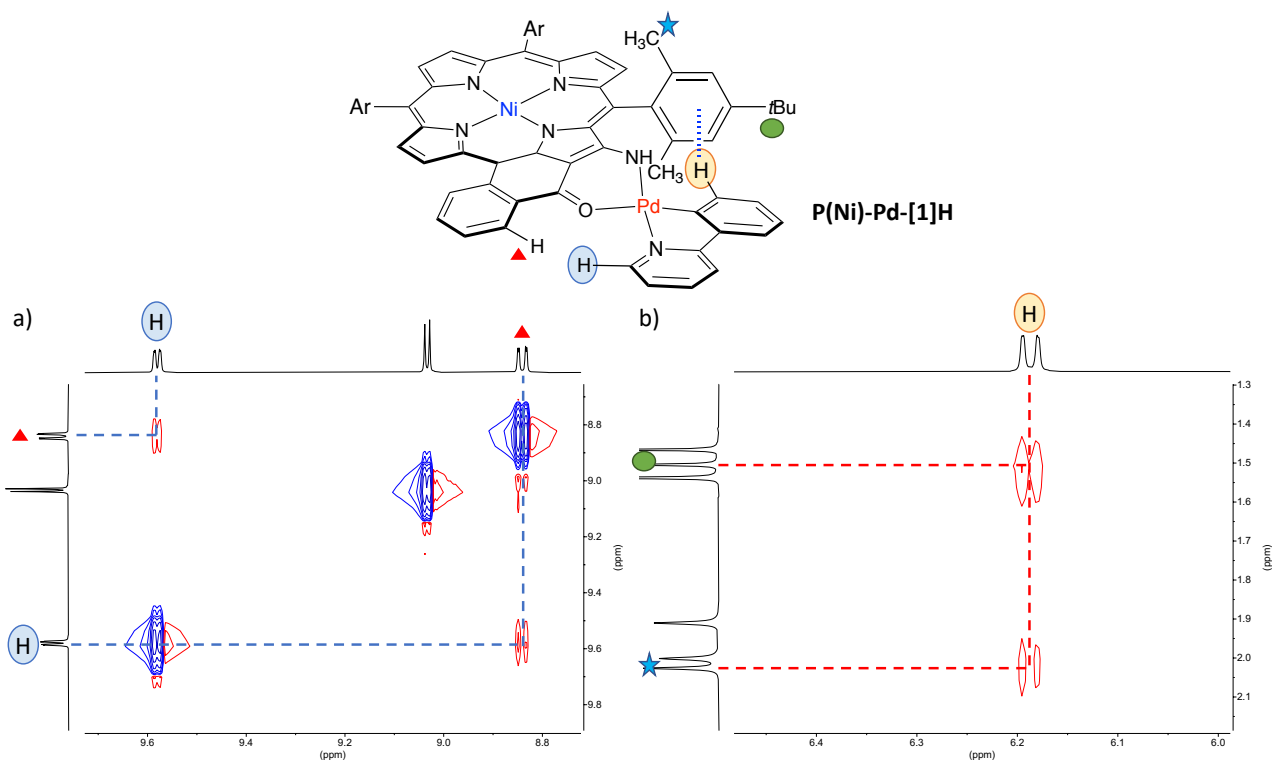 Ar
H₃C
Ar
N
N
Ni
tBu
N
N
NH
CH₃
H
O
Pd
P(Ni)-Pd-[1]H
H
N
H
a)
H
b)
H
1.3
8.8
1.4
1.5
9.0
1.6
9.2
(ppm)
1.7
(ppm)
1.8
9.4
1.9
H
9.6
2.0
9.8
2.1
9.6
9.4
9.2
9.0
8.8
(ppm)
6.4
6.3
6.2
6.1
6.0
(ppm)